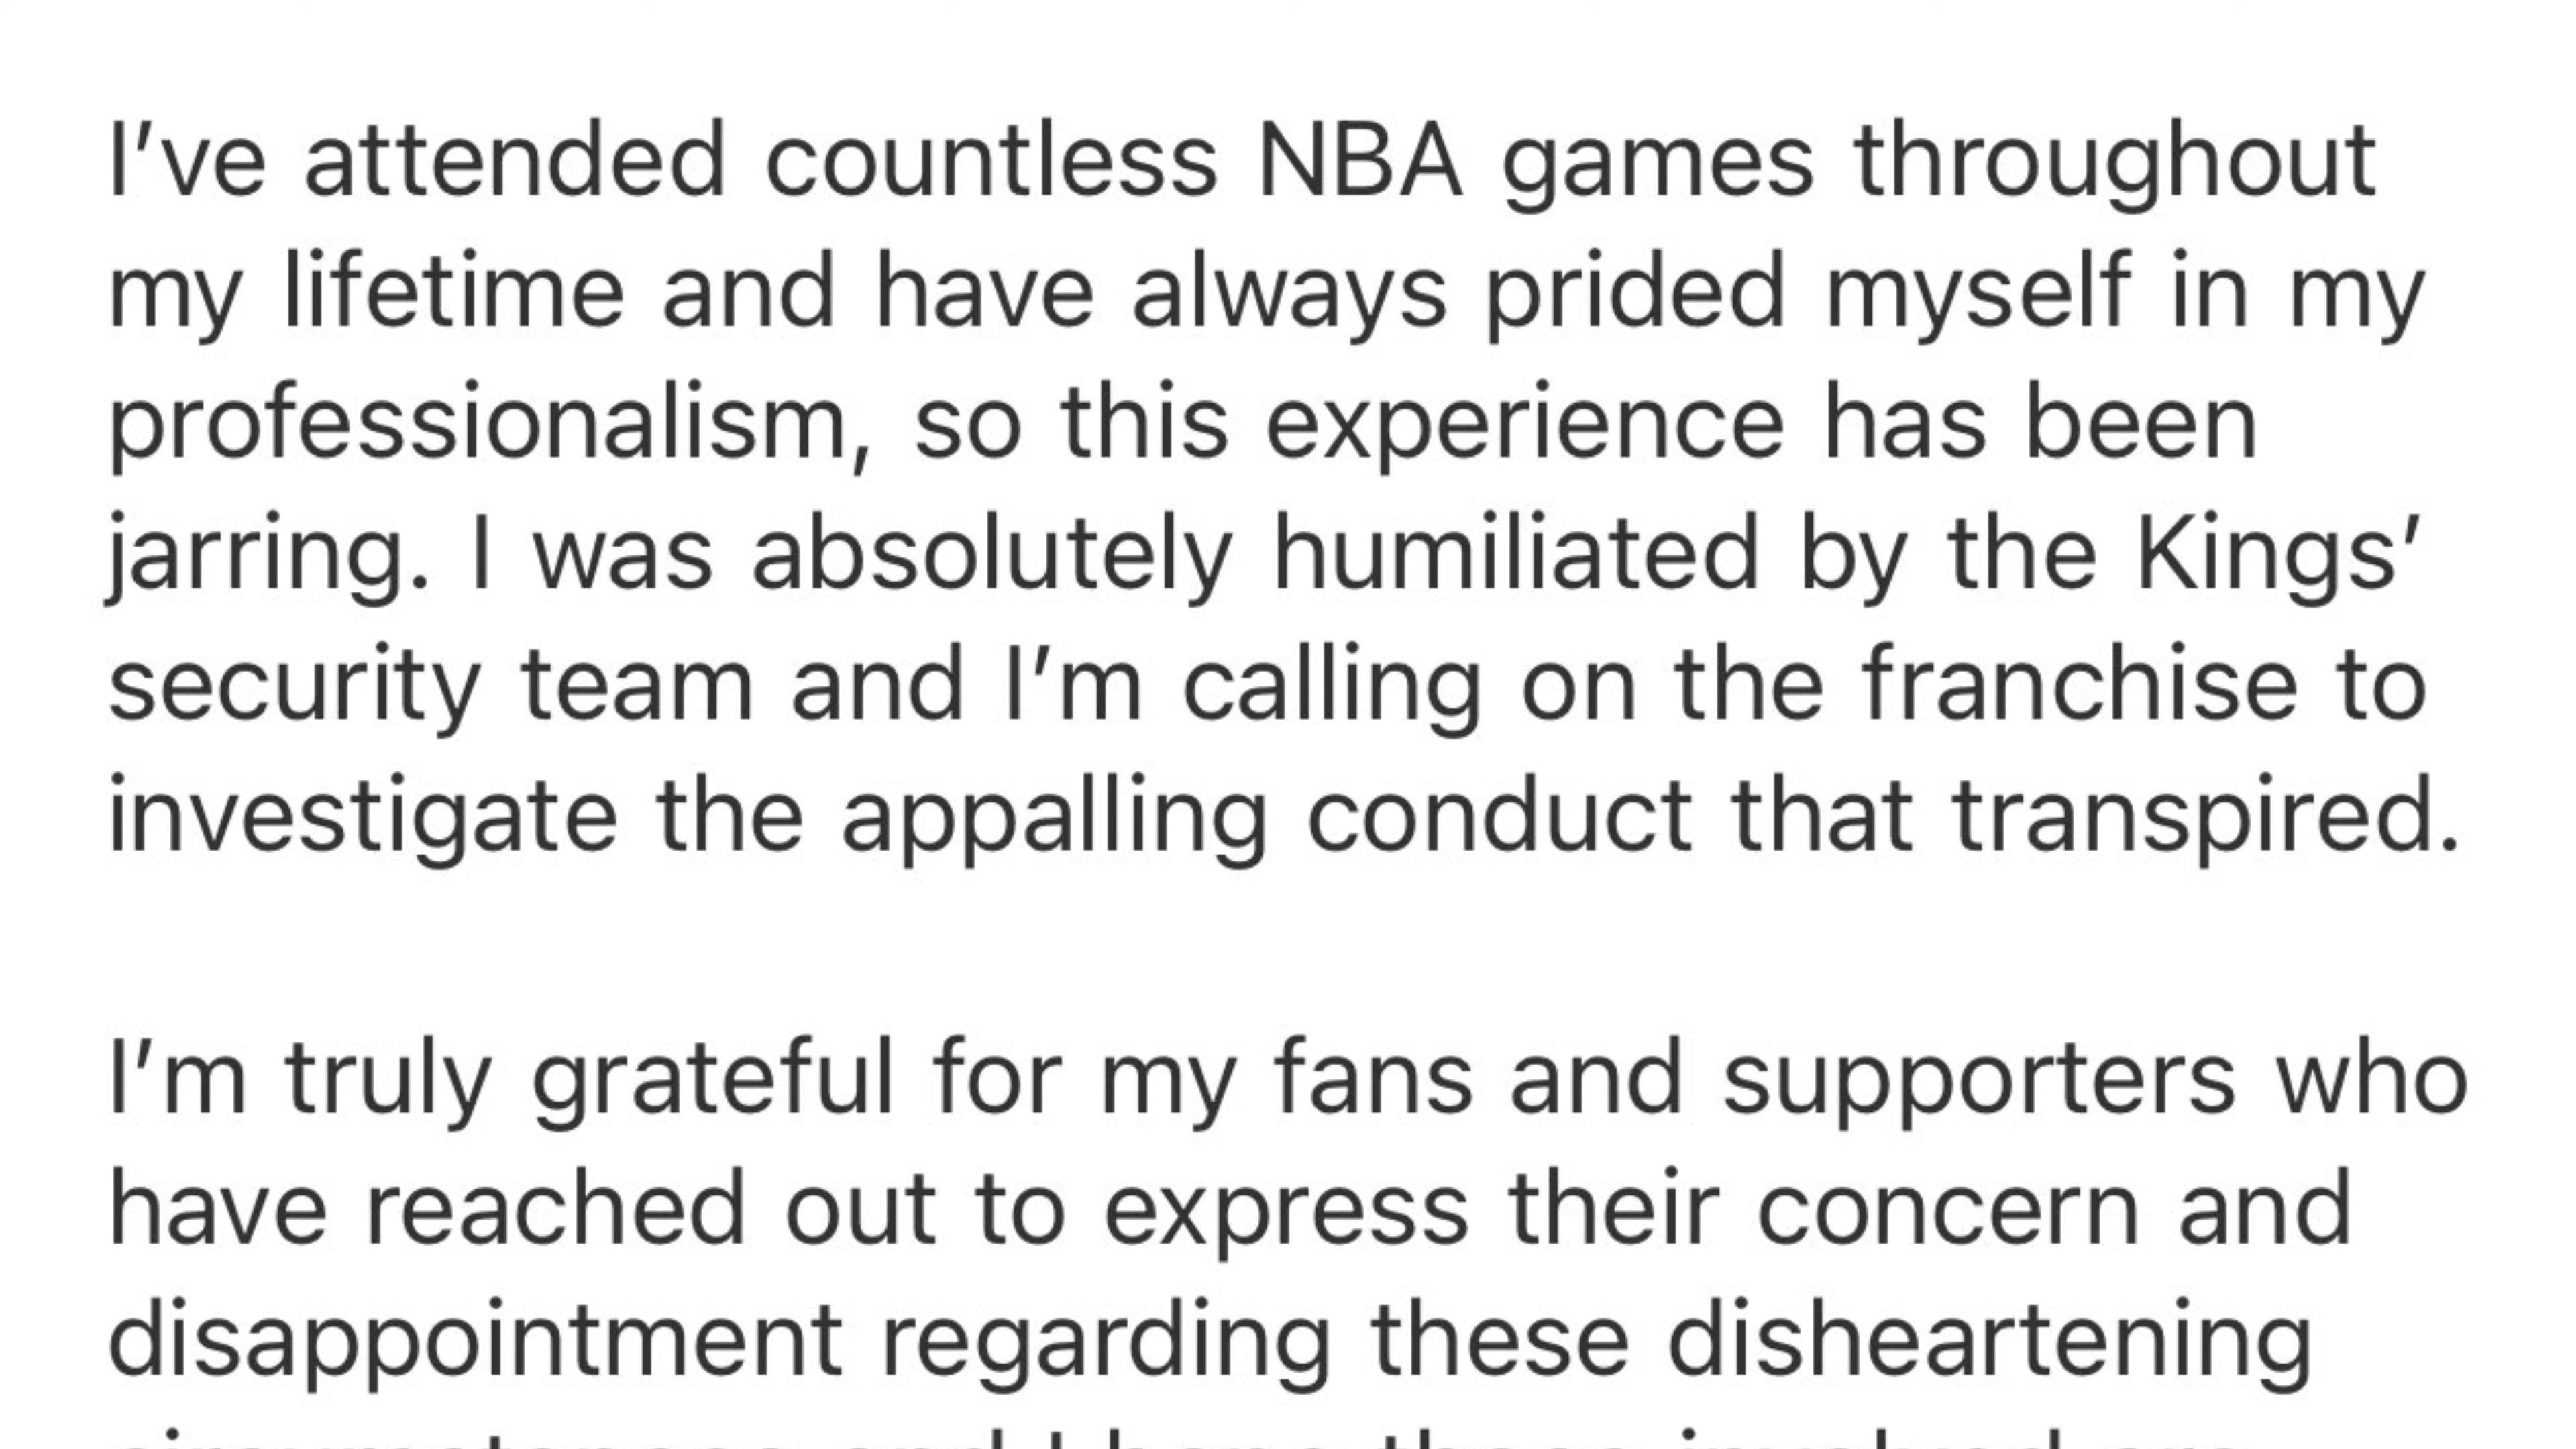 I’ve attended countless NBA games throughout
my lifetime and have always prided myself in my
professionalism, so this experience has been
jarring. I was absolutely humiliated by the Kings’
security team and I’m calling on the franchise to
investigate the appalling conduct that transpired.
I’m truly grateful for my fans and supporters who
have reached out to express their concern and
disappointment regarding these disheartening